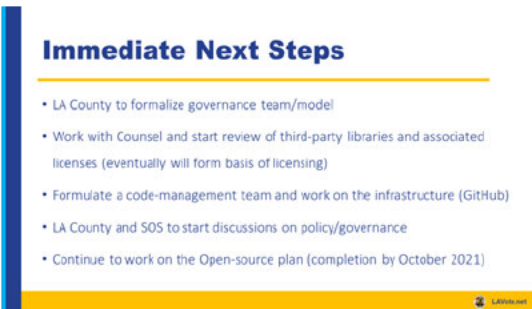 Immediate Next Steps
• LA County to formalize governance team/model
• Work with Counsel and start review of third-party libraries and associated
licenses (eventually will form basis of licensing)
• Formulate a code-management team and work on the infrastructure (GitHub)
• LA County and SOS to start discussions on policy/governance
• Continue to work on the Open-source plan (completion by October 2021)
LAVote.net